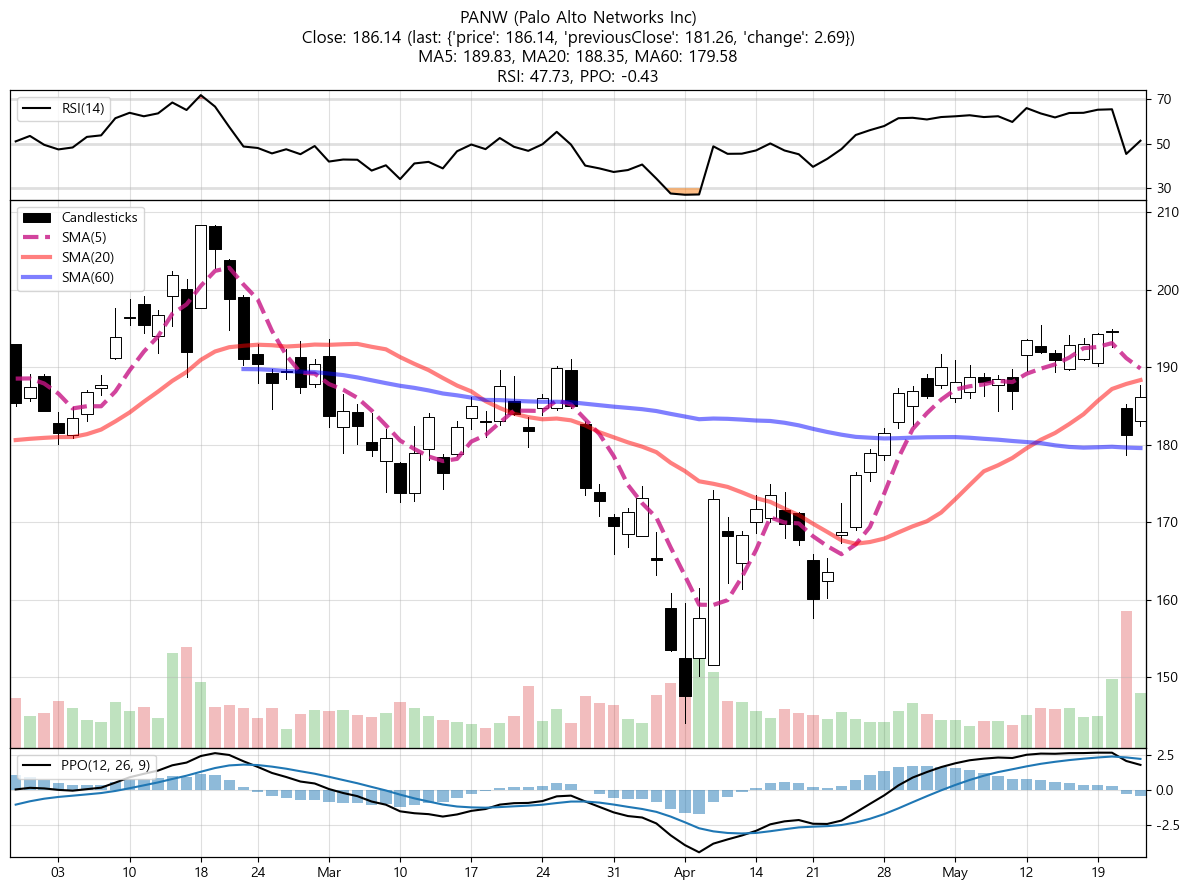 PANW (Palo Alto Networks Inc)
Close: 186.14 (last: {'price': 186.14, 'previousClose': 181.26, 'change': 2.69})
MA5: 189.83, MA20: 188.35, MA60: 179.58
RSI: 47.73, PPO: -0.43
RSI(14)
70
50
30
Candlesticks
SMA(5)
SMA(20)
SMA(60)
210
200
190
180
170
160
150
PPO(12, 26, 9)
2.5
0.0
−2.5
03 10 18 24 Mar 10 17 24 31 Apr 14 21 28 May 12 19